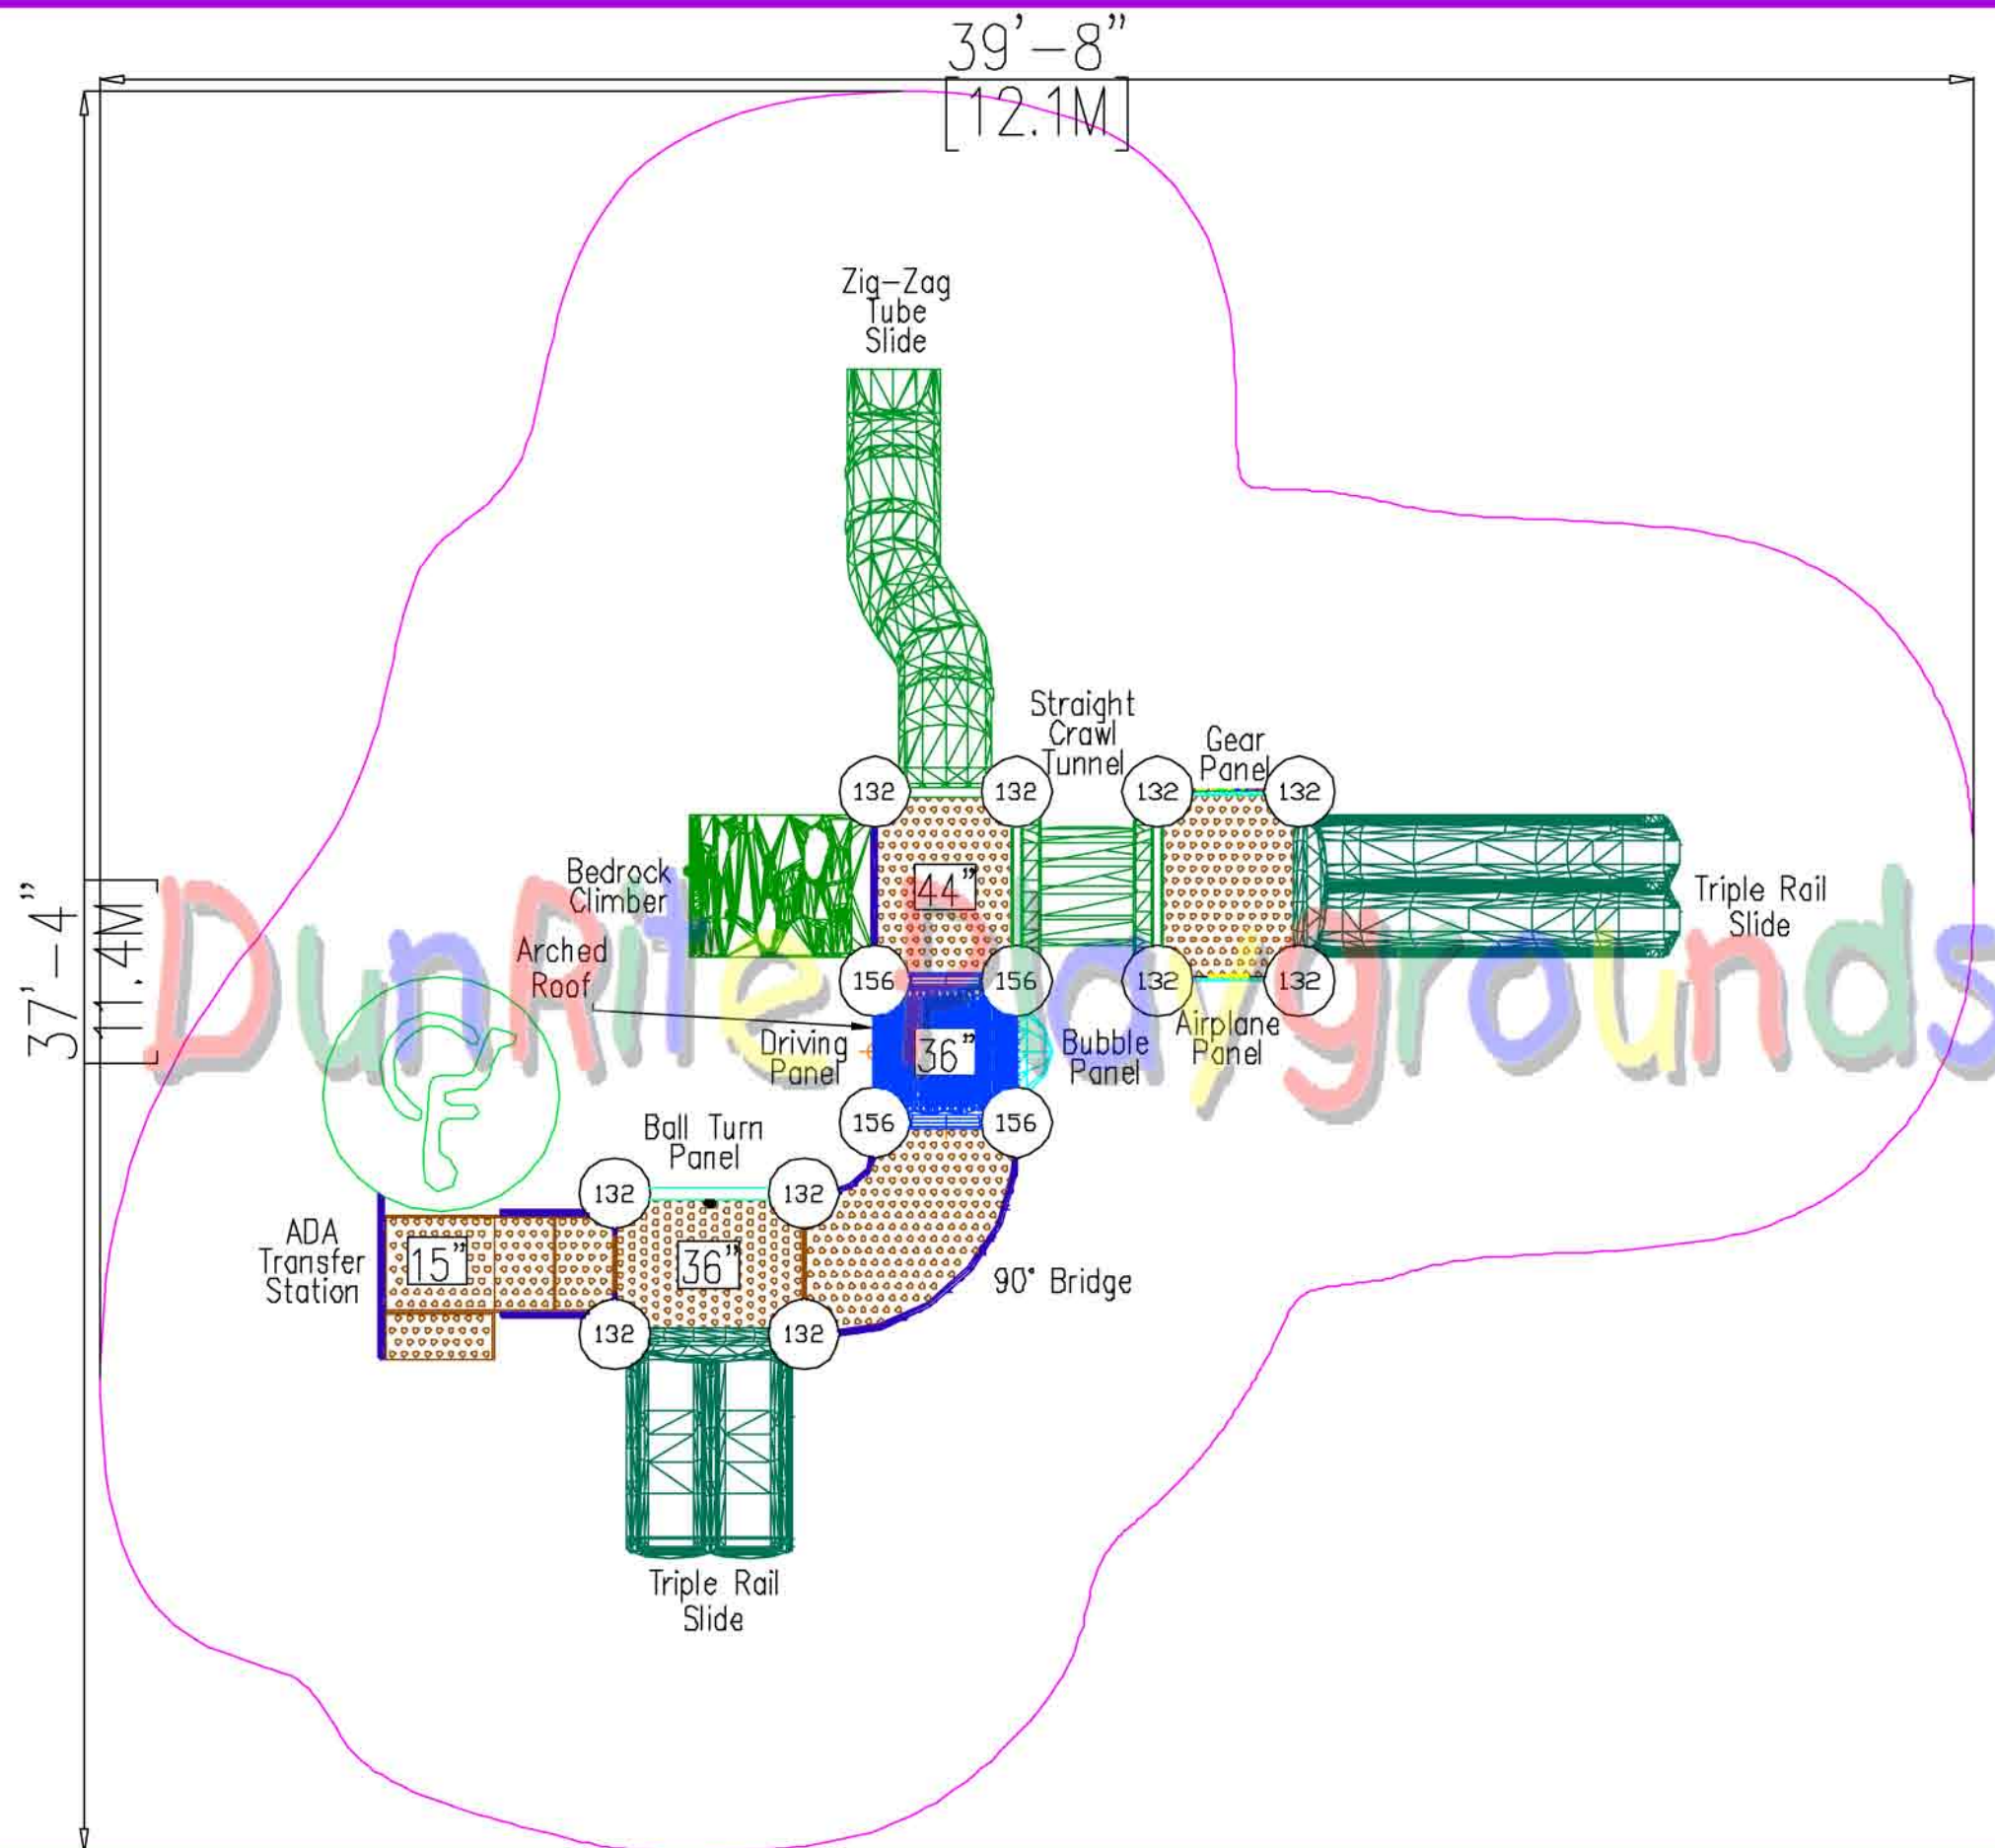 39'-8"
[12.1M]
Zig-Zag
Tube
Slide
Straight
Crawl
Tunnel
Gear
Panel
132
132
132
132
Bedrock
Climber
44"
Triple Rail
Slide
37'-4"
11.4M
DunRite Playgrounds
Arched
Roof
156
156
132
132
Driving
Panel
36"
Bubble
Panel
Airplane
Panel
156
156
Ball Turn
Panel
132
132
ADA
Transfer
Station
15"
36"
90° Bridge
132
132
Triple Rail
Slide